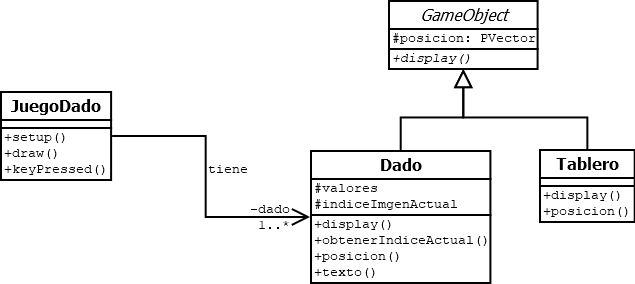 GameObject
#posicion: PVector
+display()
JuegoDado
+setup()
+draw()
+keyPressed()
tiene
-dado
1..*
Dado
#valores
#indiceImgenActual
+display()
+obtenerIndiceActual()
+posicion()
+texto()
Tablero
+display()
+posicion()